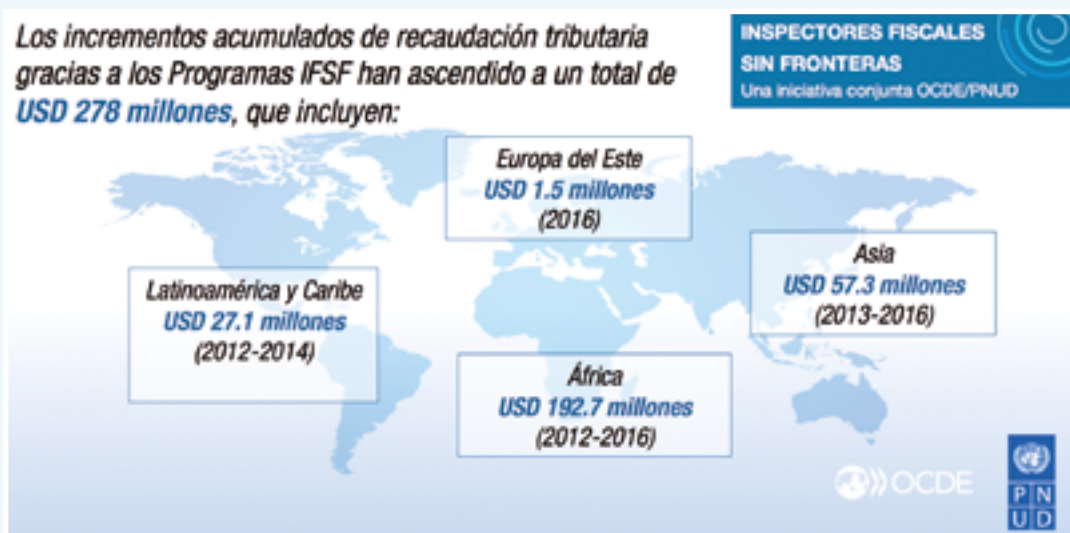 Los incrementos acumulados de recaudación tributaria
gracias a los Programas IFSF han ascendido a un total de
USD 278 millones, que incluyen:
INSPECTORES FISCALES
SIN FRONTERAS
Una iniciativa conjunta OCDE/PNUD
Europa del Este
USD 1.5 millones
(2016)
Asia
USD 57.3 millones
(2013-2016)
Latinoamérica y Caribe
USD 27.1 millones
(2012-2014)
África
USD 192.7 millones
(2012-2016)
OCDE
P N
U D